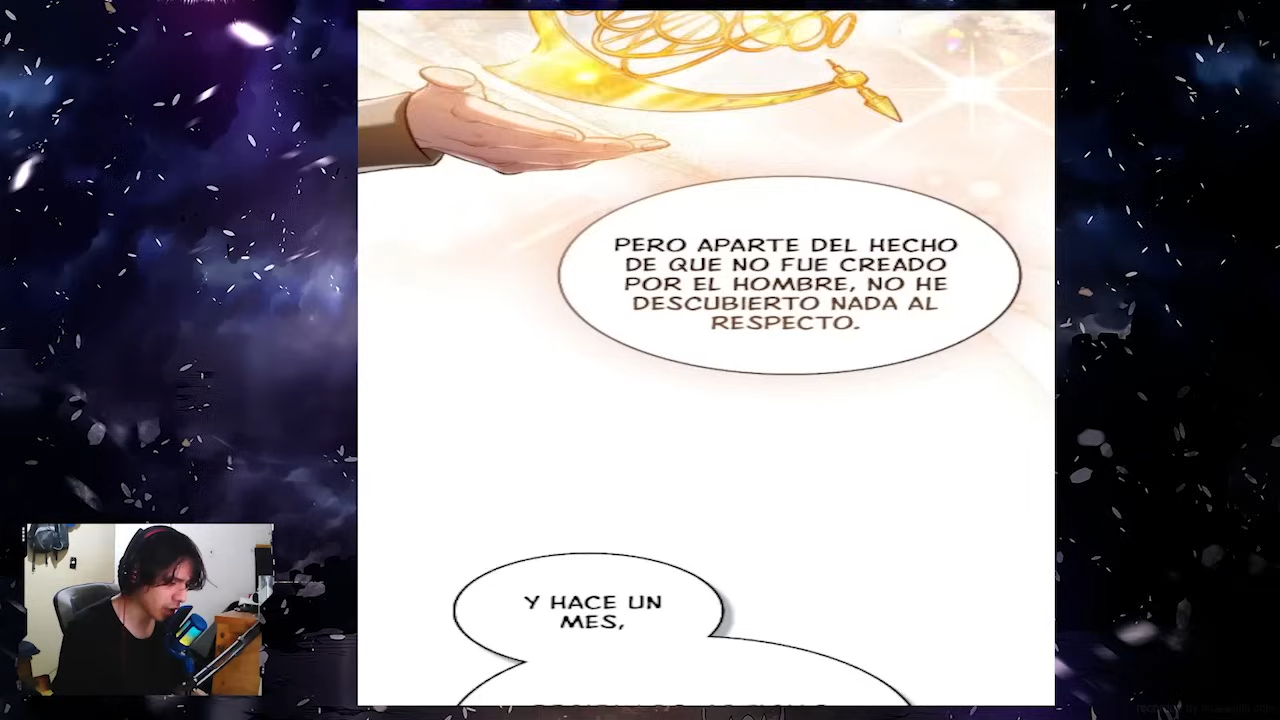 PERO APARTE DEL HECHO
DE QUE NO FUE CREADO
POR EL HOMBRE, NO HE
DESCUBIERTO NADA AL
RESPECTO.
Y HACE UN
MES,